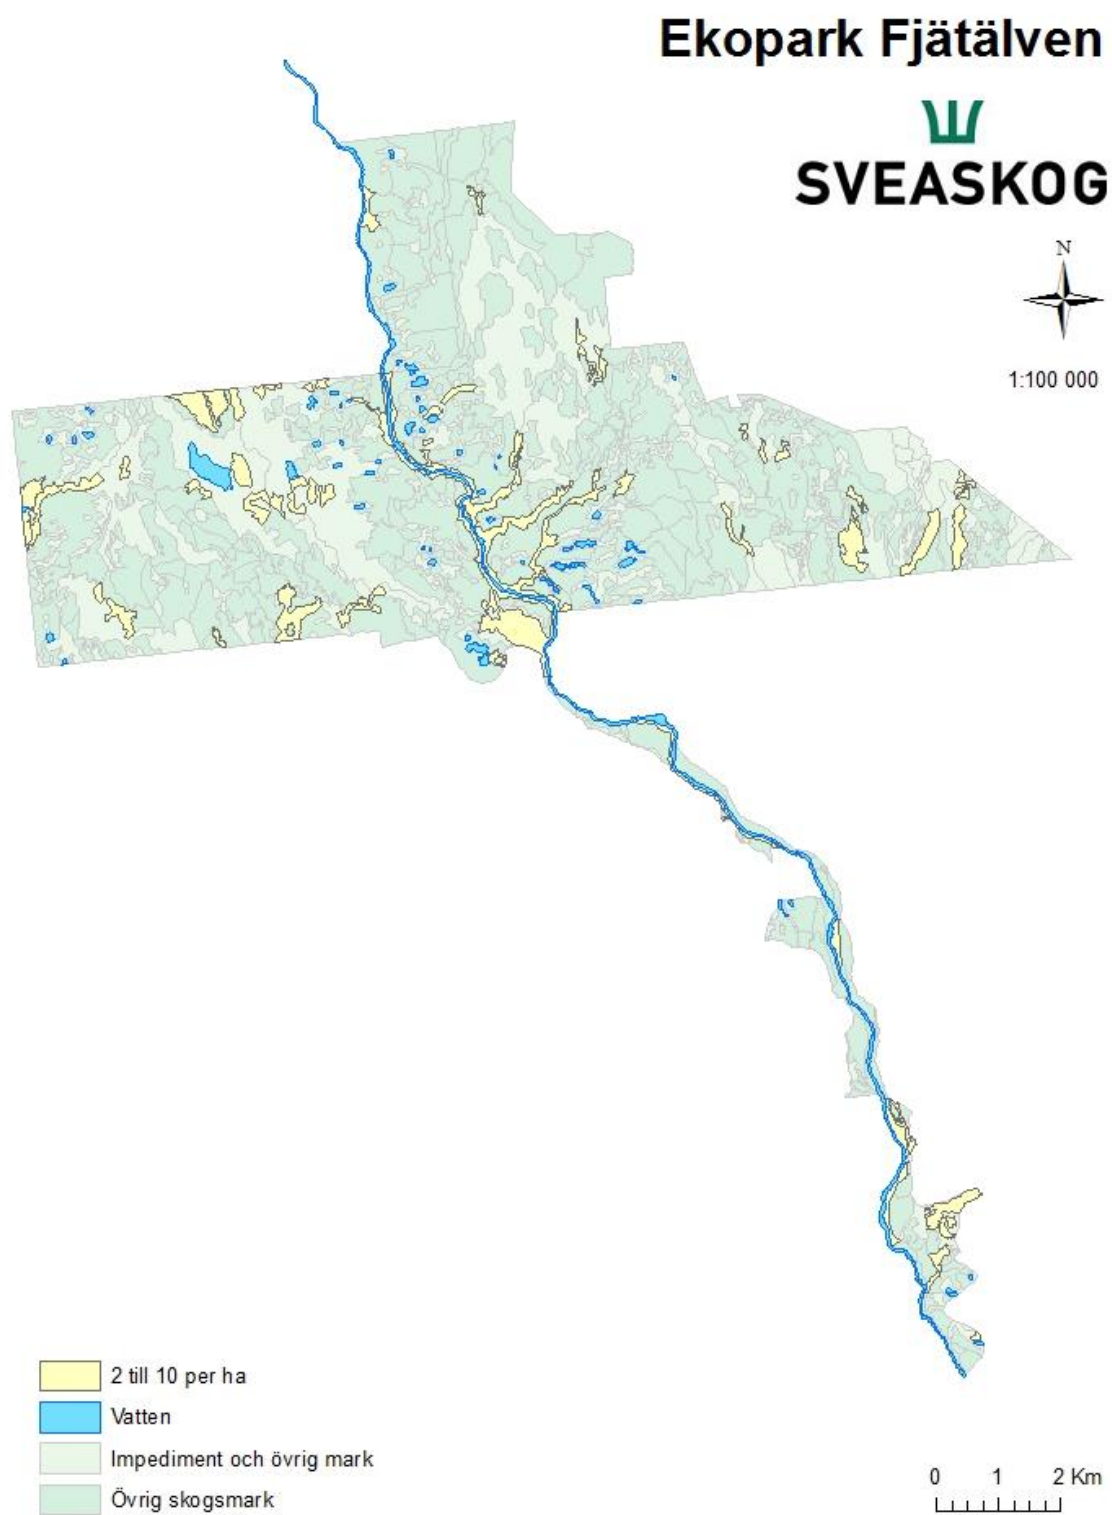 Ekopark Fjätälven
SVEASKOG
N
1:100 000
2 till 10 per ha
Vatten
Impediment och övrig mark
Övrig skogsmark
0 1 2 Km